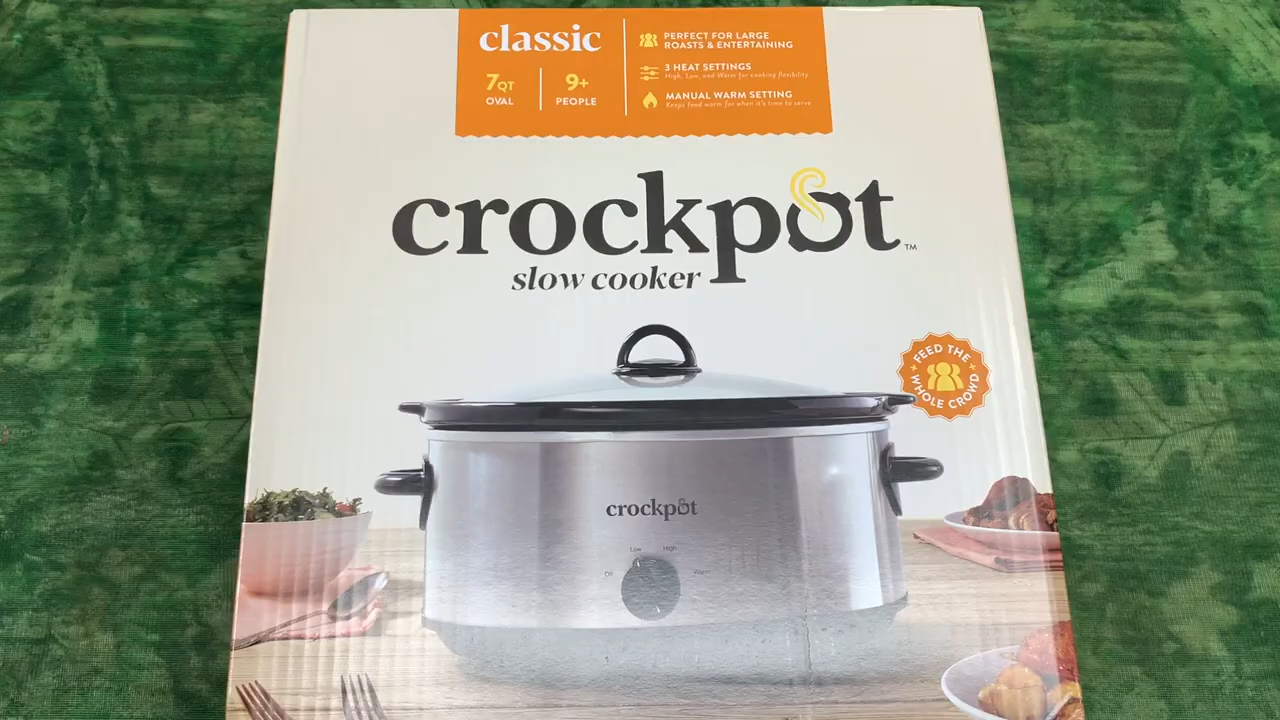 classic
7QT
OVAL
9+
PEOPLE
PERFECT FOR LARGE
ROASTS & ENTERTAINING
3 HEAT SETTINGS
High, Low, and Warm for cooking flexibility
MANUAL WARM SETTING
Keeps food warm for when it's time to serve
crockpot™
slow cooker
FEED THE
WHOLE CROWD
crockpot
Low
High
Off
Warm